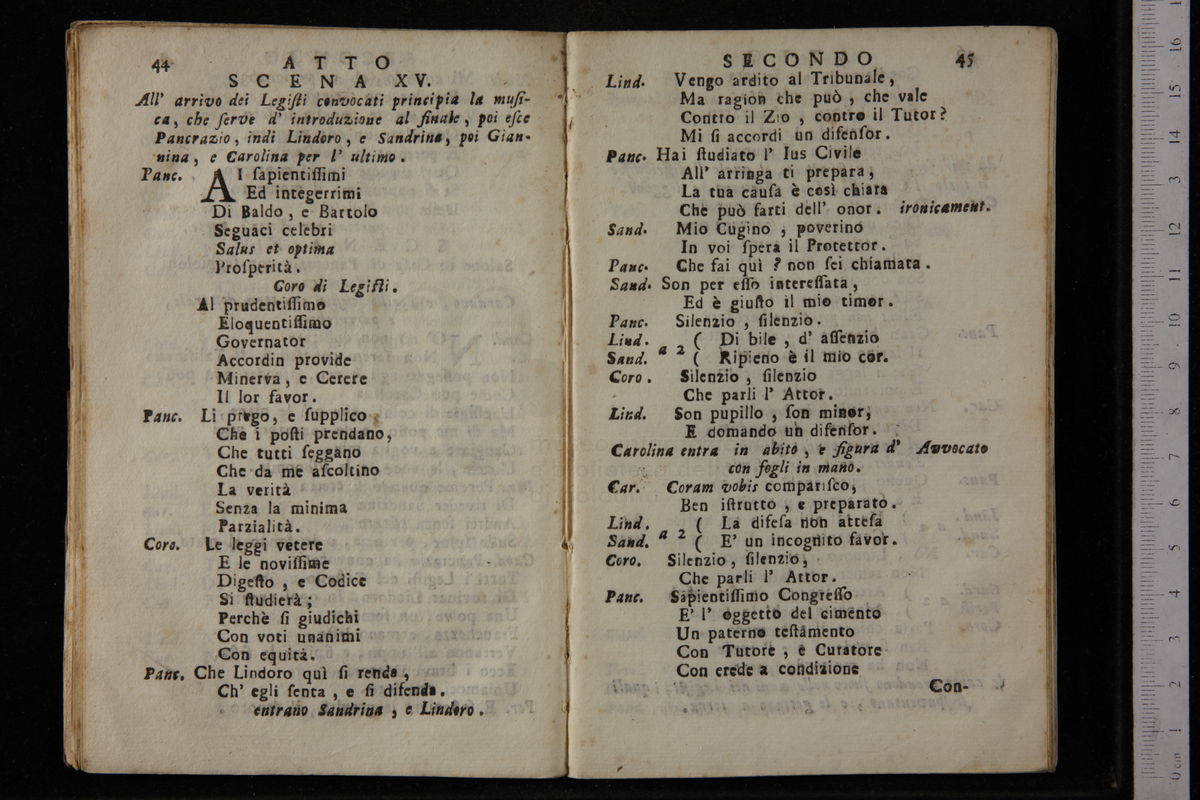 44 ATTO
SCENA XV.
All' arrivo dei Legiſti convocati principia la muſi-
ca, che ſerve d' introduzione al finale, poi eſce
Pancrazio, indi Lindoro, e Sandrina, poi Gian-
nina, e Carolina per l' ultimo.
Panc. AI ſapientiſſimi
Ed integerrimi
Di Baldo, e Bartolo
Seguaci celebri
Salus et optima
Proſperità.
Coro di Legiſti.
Al prudentiſſimo
Eloquentiſſimo
Governator
Accordin provide
Minerva, e Cerere
Il lor favor.
Panc. Li prego, e ſupplico
Che i poſti prendano,
Che tutti ſeggano
Che da me aſcoltino
La verità
Senza la minima
Parzialità.
Coro. Le leggi vetere
E le noviſſime
Digeſto, e Codice
Si ſtudierà;
Perchè ſi giudichi
Con voti unanimi
Con equità.
Panc. Che Lindoro quì ſi renda,
Ch' egli ſenta, e ſi difenda.
entrano Sandrina, e Lindoro.
SECONDO 45
Lind. Vengo ardito al Tribunale,
Ma ragion che può, che vale
Contro il Zio, contro il Tutor?
Mi ſi accordi un difenſor.
Panc. Hai ſtudiato l' Ius Civile
All' arringa ti prepara,
La tua cauſa è così chiara
Che può farti dell' onor. ironicament.
Sand. Mio Cugino, poverino
In voi ſpera il Protettor.
Panc. Che fai quì? non ſei chiamata.
Sand. Son per eſſo intereſſata,
Ed è giuſto il mio timor.
Panc. Silenzio, ſilenzio.
Lind. a 2 ( Di bile, d' aſſenzio
Sand. ( Ripieno è il mio cor.
Coro. Silenzio, ſilenzio
Che parli l' Attor.
Lind. Son pupillo, ſon minor,
E domando un difenſor.
Carolina entra in abito, e figura d' Avvocato
con fogli in mano.
Car. Coram vobis compariſco,
Ben iſtrutto, e preparato.
Lind. a 2 ( La difeſa non atteſa
Sand. ( E' un incognito favor.
Coro. Silenzio, ſilenzio,
Che parli l' Attor.
Panc. Sapientiſſimo Congreſſo
E' l' oggetto del cimento
Un paterno teſtamento
Con Tutore, e Curatore
Con erede a condizione
Con-